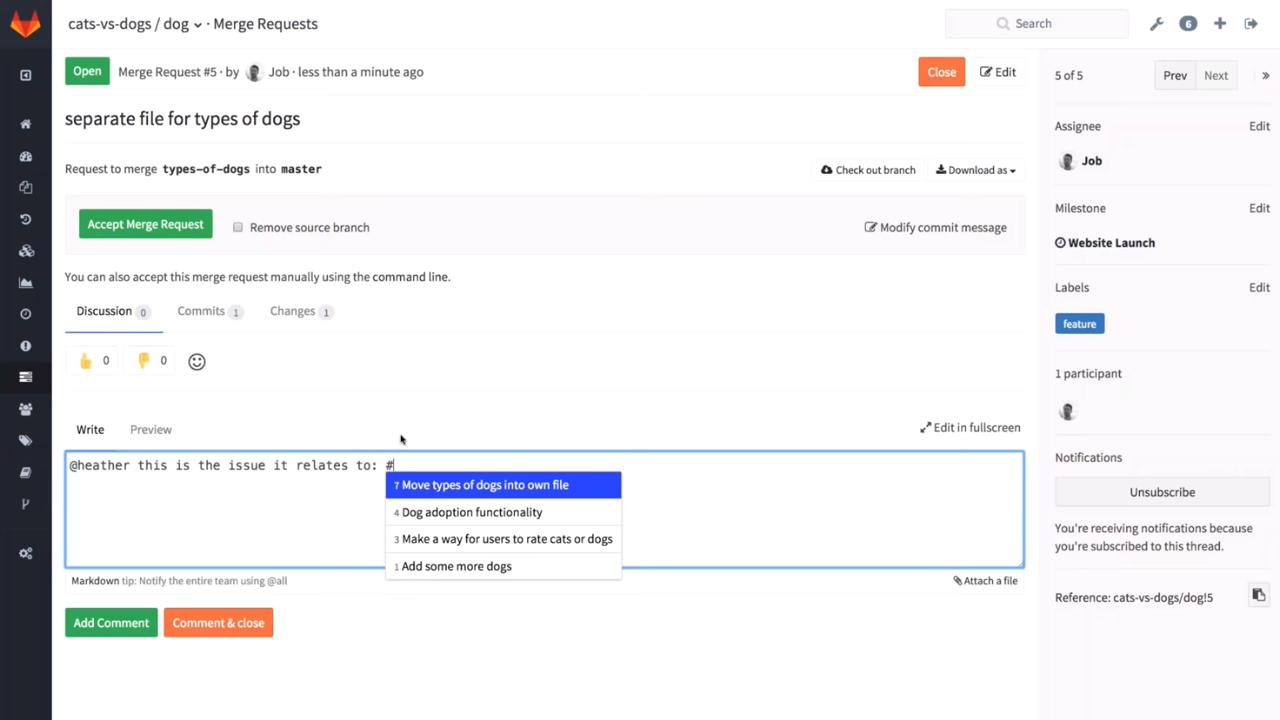 cats-vs-dogs / dog · Merge Requests
Search
6
Open
Merge Request #5 · by Job · less than a minute ago
Close
Edit
5 of 5
Prev
Next
»
separate file for types of dogs
Assignee
Edit
Job
Request to merge types-of-dogs into master
Check out branch
Download as
Milestone
Edit
Website Launch
Accept Merge Request
Remove source branch
Modify commit message
You can also accept this merge request manually using the command line.
Labels
Edit
feature
Discussion 0
Commits 1
Changes 1
0
0
1 participant
Write
Preview
Edit in fullscreen
@heather this is the issue it relates to: #
7 Move types of dogs into own file
4 Dog adoption functionality
3 Make a way for users to rate cats or dogs
1 Add some more dogs
Notifications
Unsubscribe
You're receiving notifications because
you're subscribed to this thread.
Markdown tip: Notify the entire team using @all
Attach a file
Reference: cats-vs-dogs/dog!5
Add Comment
Comment & close